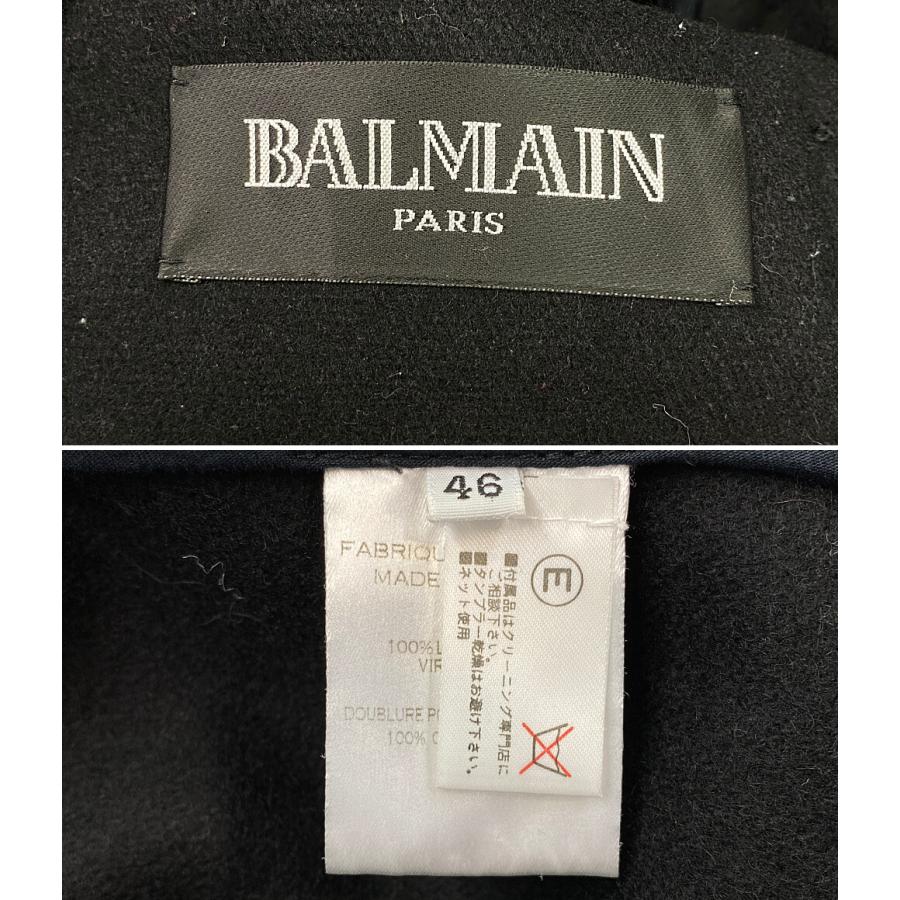 BALMAIN
PARIS
46
FABRIQU
MADE
100%
VIR
DOUBLURE PO
100%
E
■付属品はクリーニング専門店に
ご相談下さい。
■タンブラー乾燥はお避け下さい。
■ネット使用